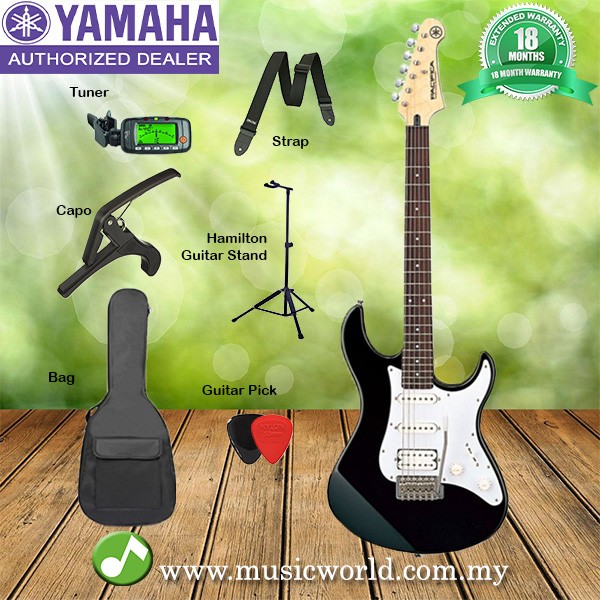 YAMAHA
AUTHORIZED DEALER
EXTENDED WARRANTY
18
MONTHS
18 MONTH WARRANTY
Tuner
Strap
PACIFICA
Capo
Hamilton
Guitar Stand
Bag
Guitar Pick
www.musicworld.com.my